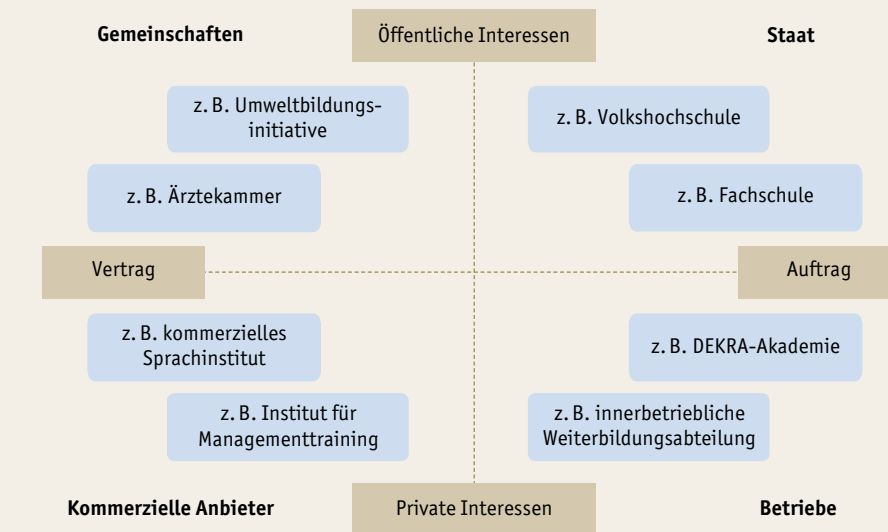 Gemeinschaften
Öffentliche Interessen
Staat
z. B. Umweltbildungs-
initiative
z. B. Volkshochschule
z. B. Ärztekammer
z. B. Fachschule
Vertrag
Auftrag
z. B. kommerzielles
Sprachinstitut
z. B. DEKRA-Akademie
z. B. Institut für
Managementtraining
z. B. innerbetriebliche
Weiterbildungsabteilung
Kommerzielle Anbieter
Private Interessen
Betriebe